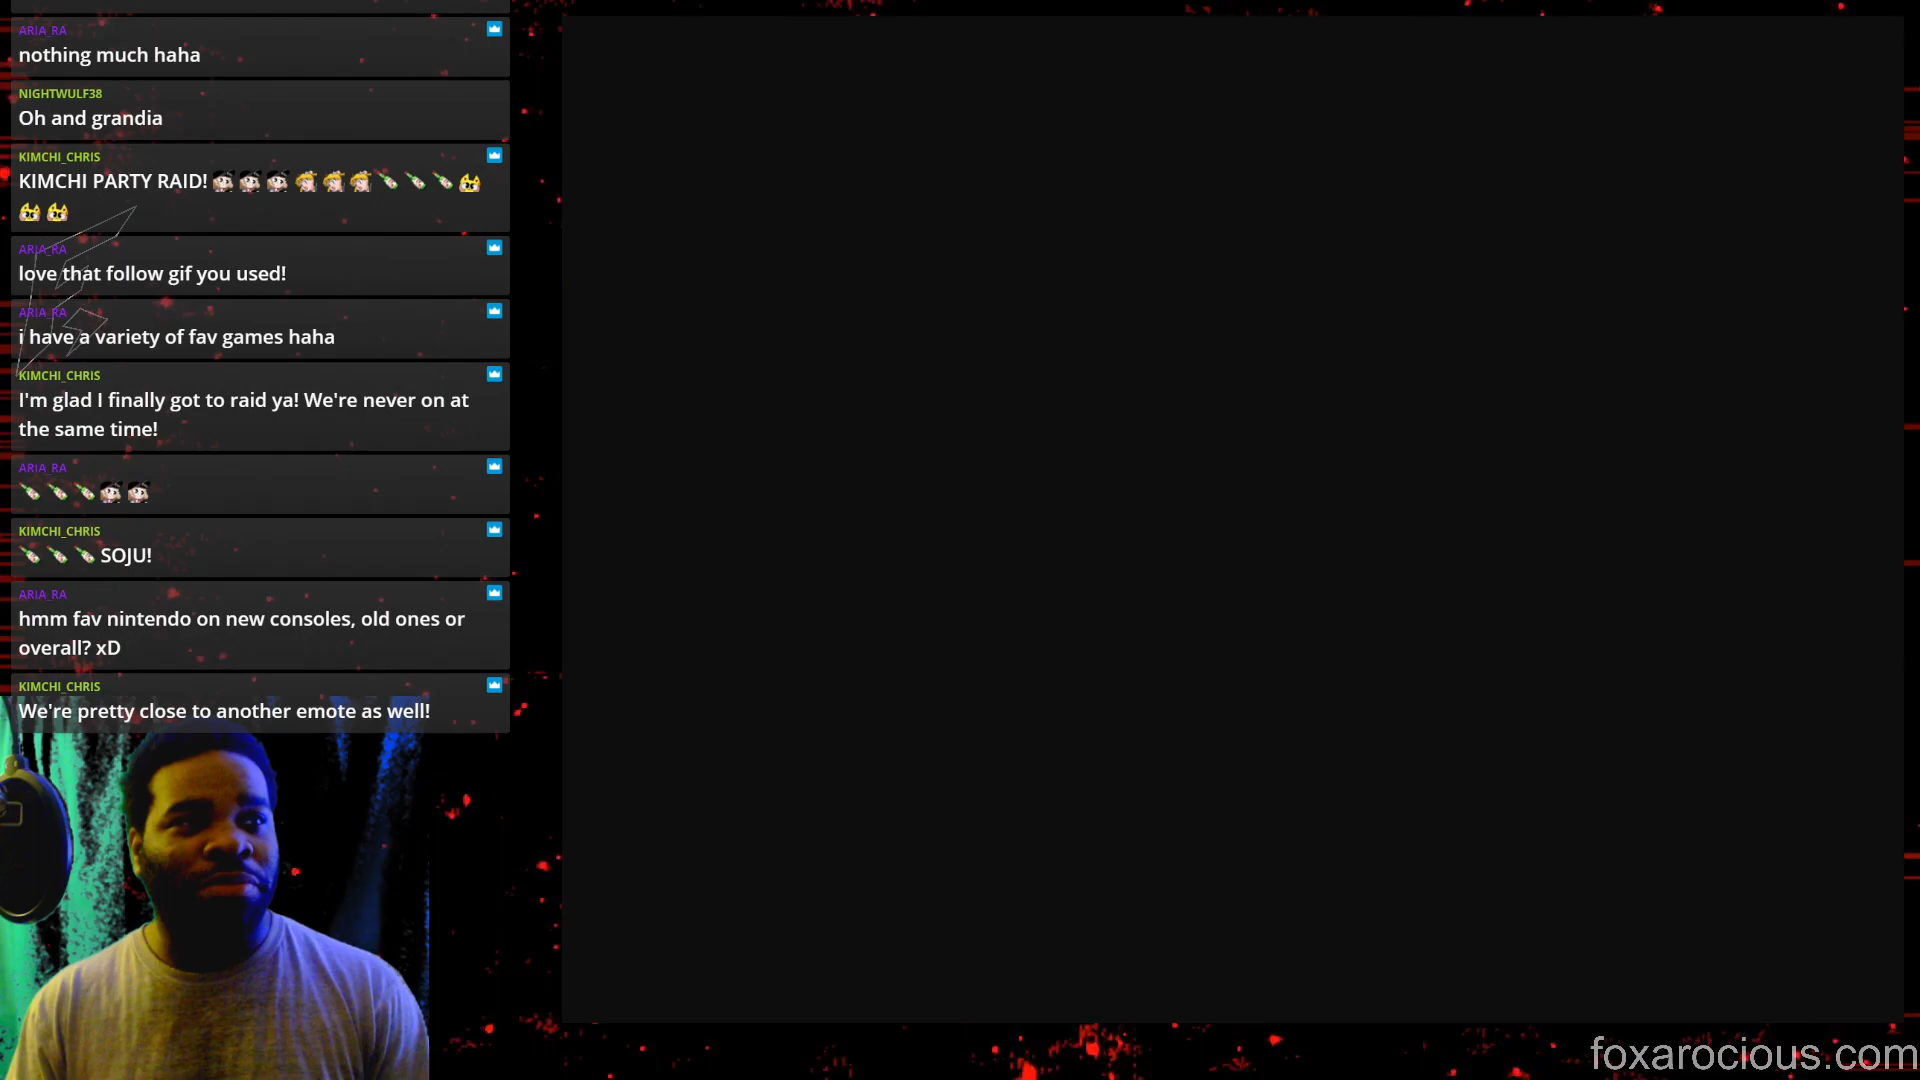 ARIA_RA
nothing much haha
NIGHTWULF38
Oh and grandia
KIMCHI_CHRIS
KIMCHI PARTY RAID!
ARIA_RA
love that follow gif you used!
ARIA_RA
i have a variety of fav games haha
KIMCHI_CHRIS
I'm glad I finally got to raid ya! We're never on at
the same time!
ARIA_RA
KIMCHI_CHRIS
SOJU!
ARIA_RA
hmm fav nintendo on new consoles, old ones or
overall? xD
KIMCHI_CHRIS
We're pretty close to another emote as well!
foxarocious.com